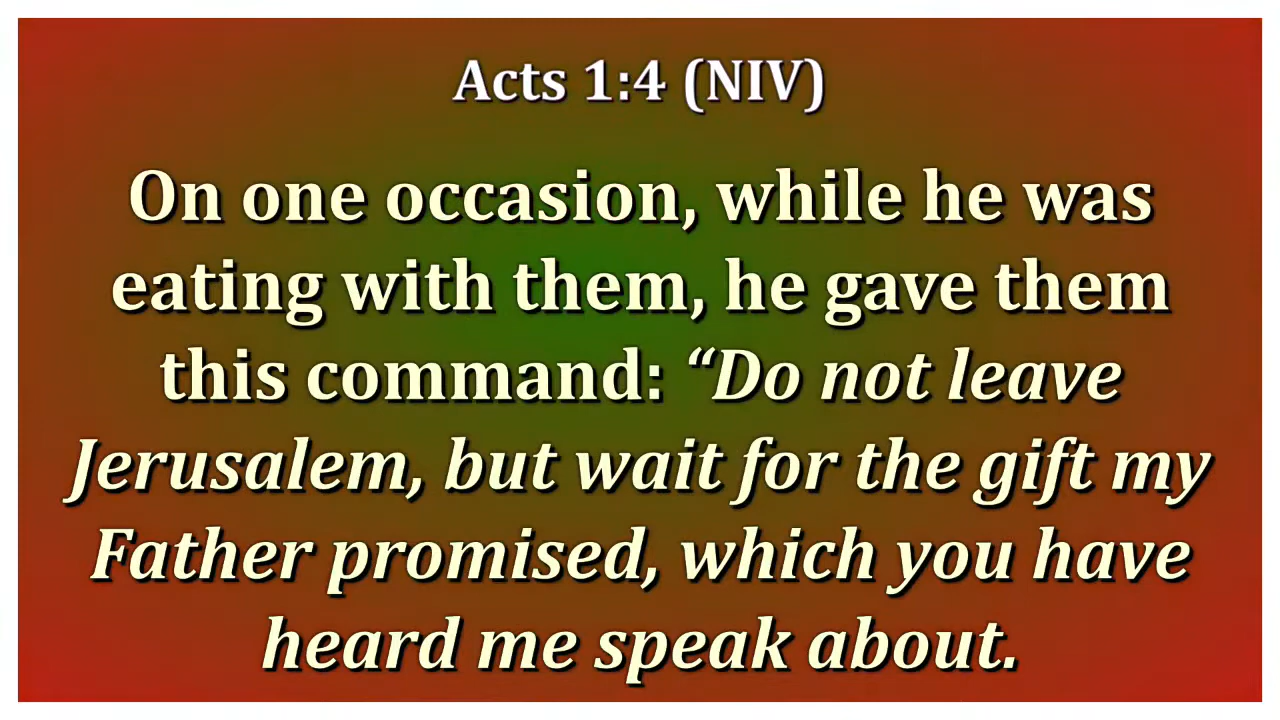 Acts 1:4 (NIV)
On one occasion, while he was
eating with them, he gave them
this command: “Do not leave
Jerusalem, but wait for the gift my
Father promised, which you have
heard me speak about.